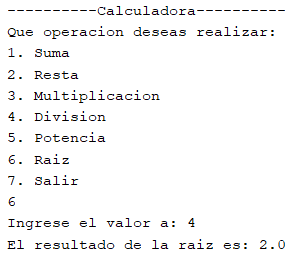 ----------Calculadora----------
Que operacion deseas realizar:
1. Suma
2. Resta
3. Multiplicacion
4. Division
5. Potencia
6. Raiz
7. Salir
6
Ingrese el valor a: 4
El resultado de la raiz es: 2.0